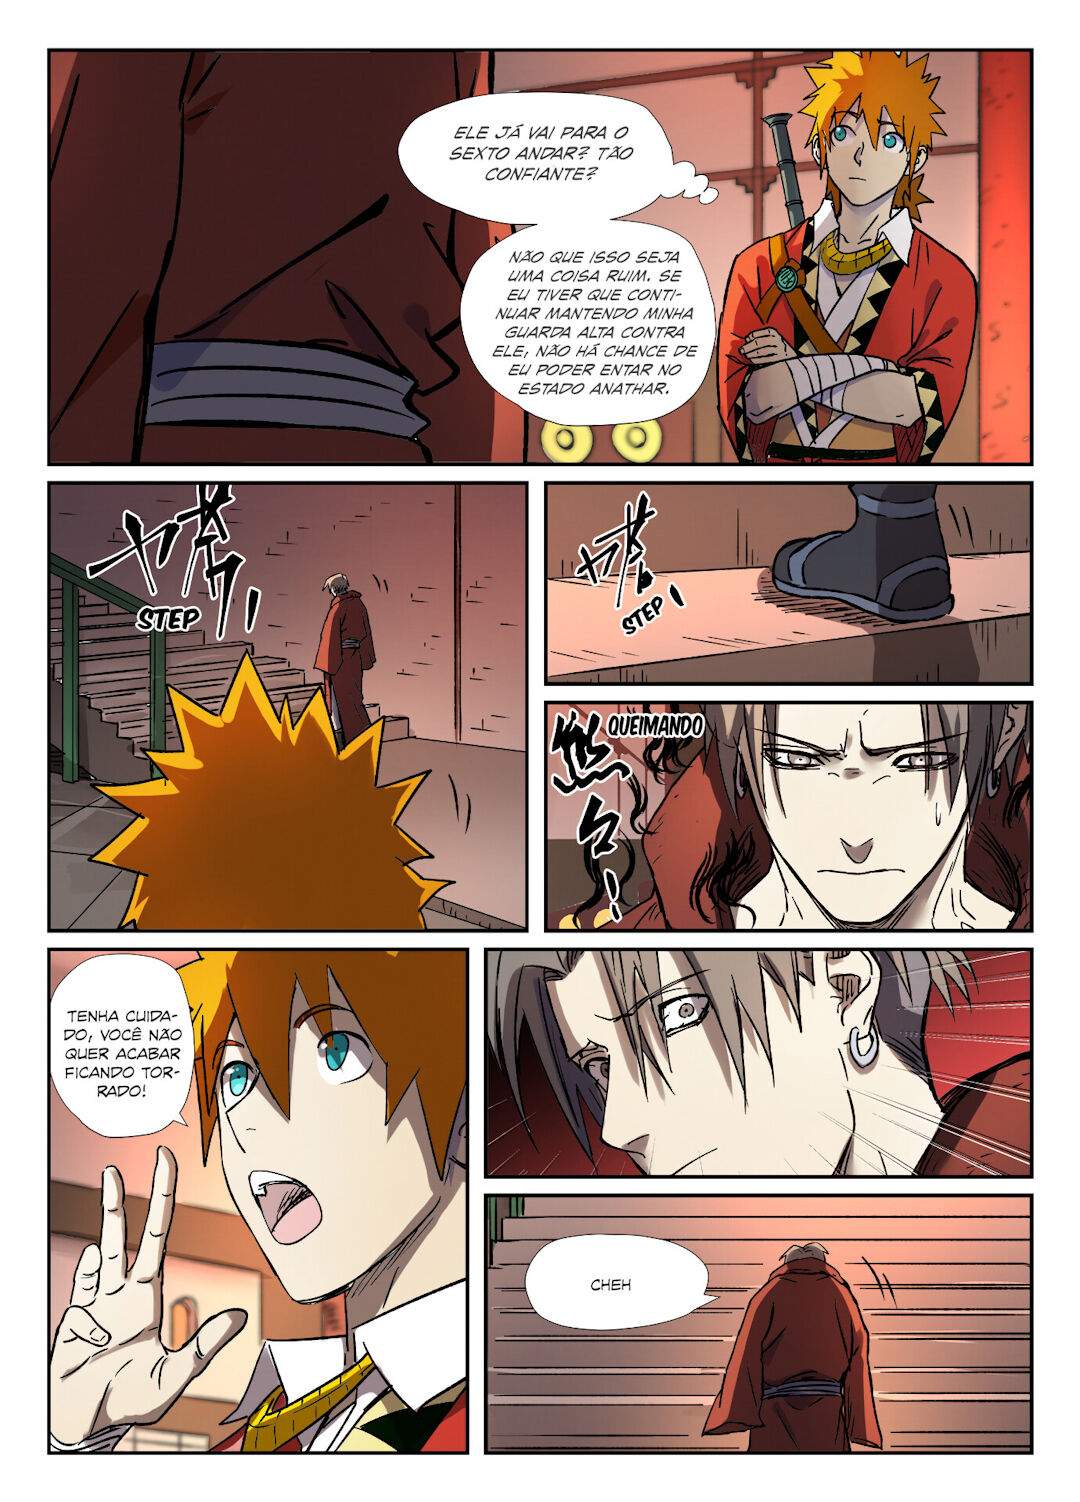 ELE JÁ VAI PARA O
SEXTO ANDAR? TÃO
CONFIANTE?
NÃO QUE ISSO SEJA
UMA COISA RUIM. SE
EU TIVER QUE CONTI-
NUAR MANTENDO MINHA
GUARDA ALTA CONTRA
ELE, NÃO HÁ CHANCE DE
EU PODER ENTAR NO
ESTADO ANATHAR.
STEP
STEP
QUEIMANDO
TENHA CUIDA-
DO, VOCÊ NÃO
QUER ACABAR
FICANDO TOR-
RADO!
CHEH